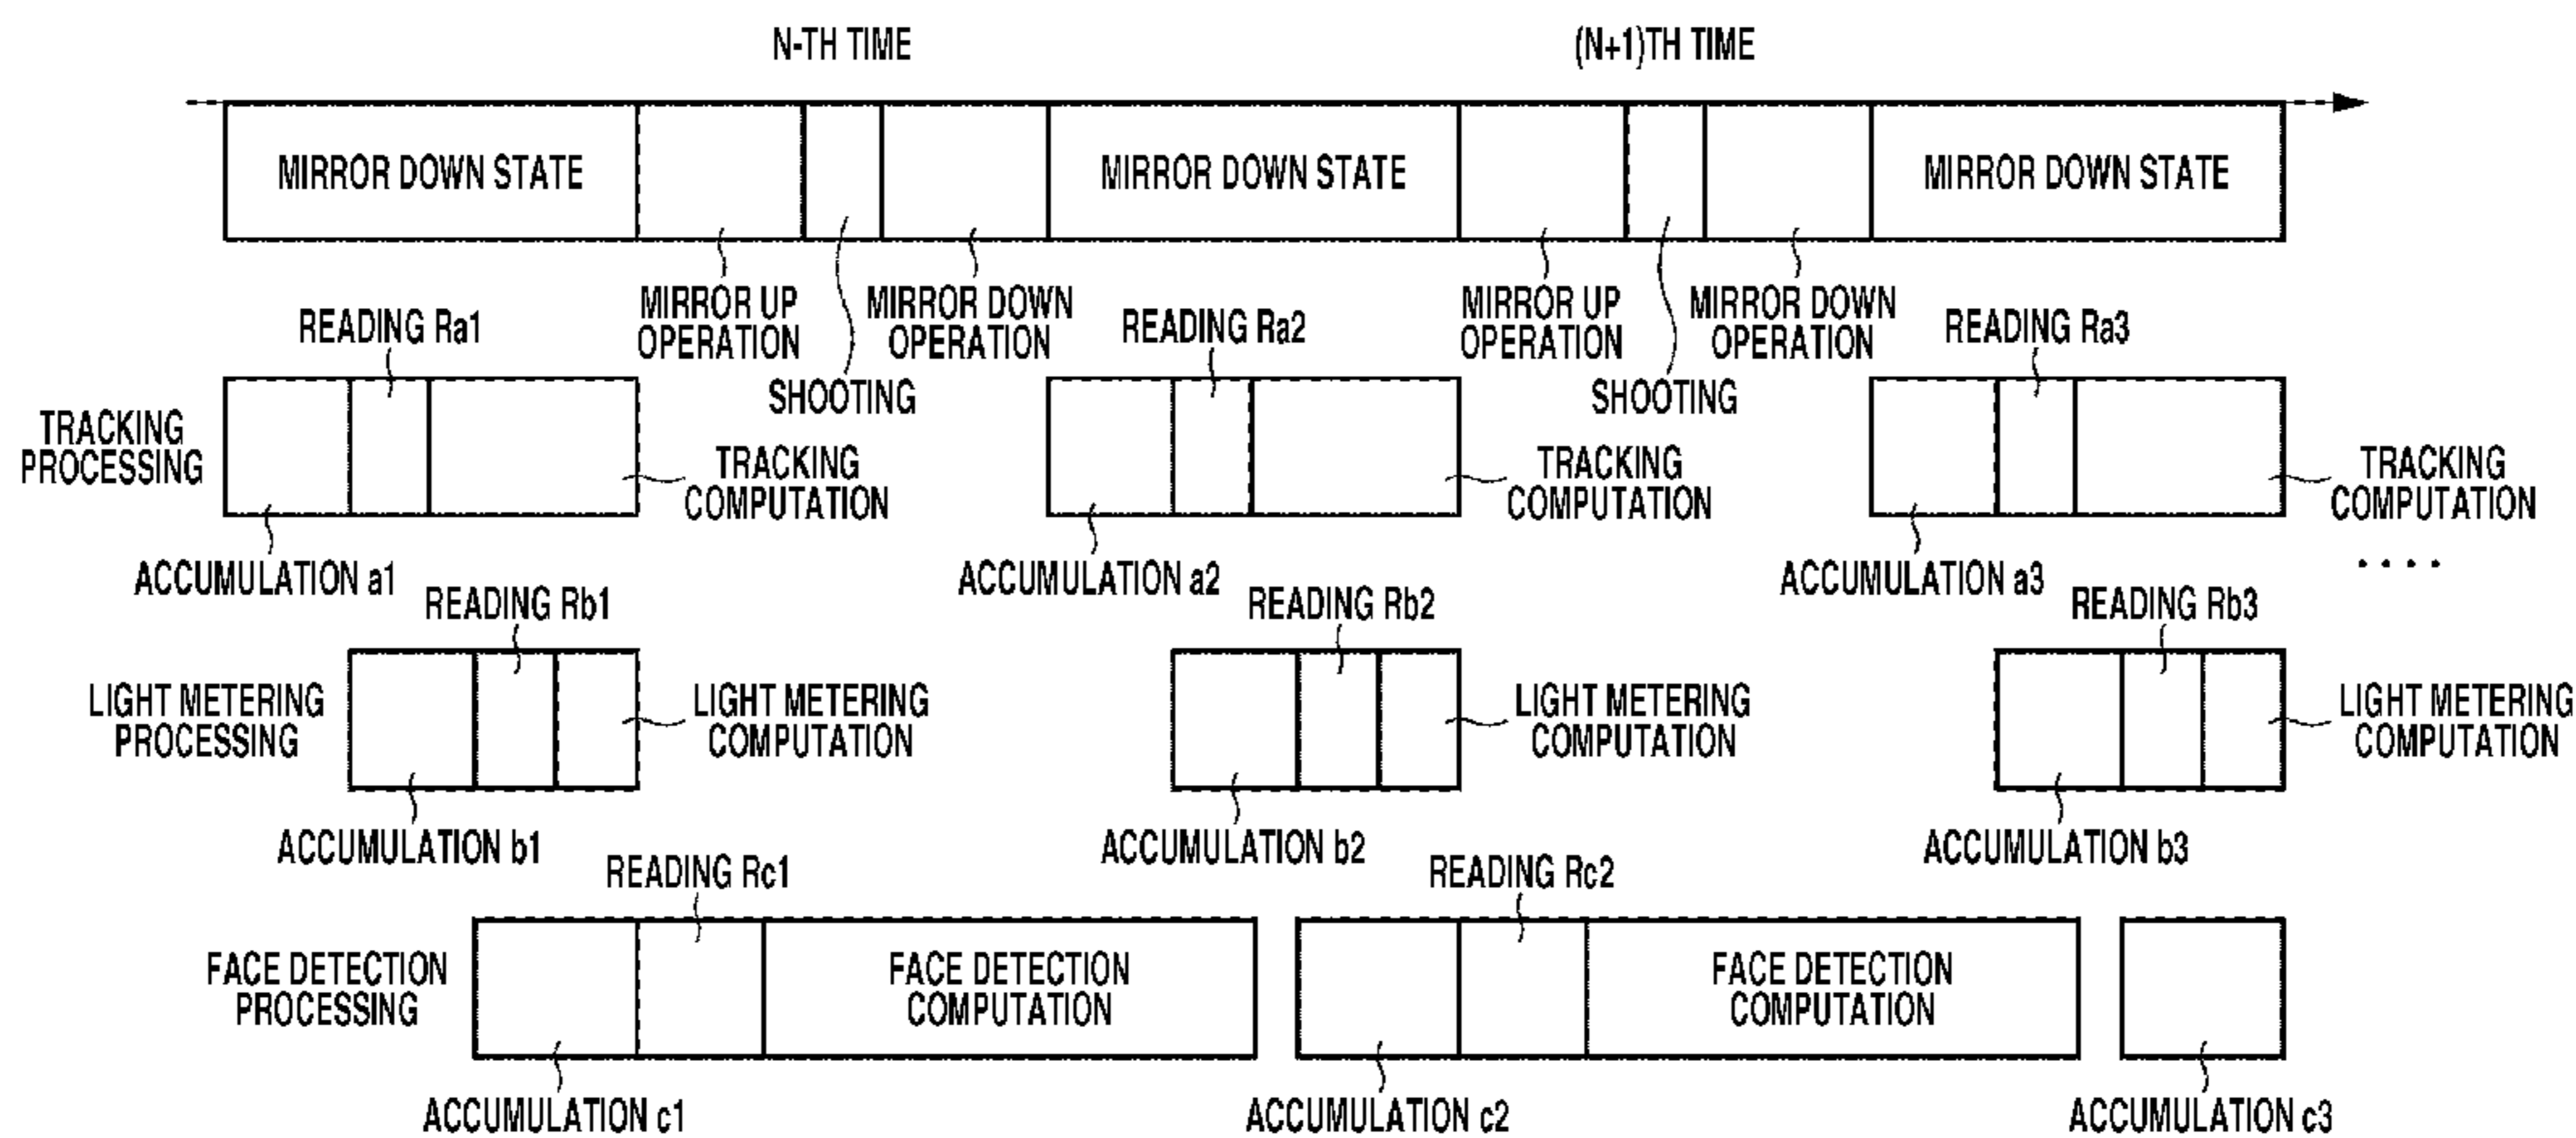 N-TH TIME
(N+1)TH TIME
MIRROR DOWN STATE
MIRROR DOWN STATE
MIRROR DOWN STATE
MIRROR UP
OPERATION
SHOOTING
MIRROR DOWN
OPERATION
MIRROR UP
OPERATION
SHOOTING
MIRROR DOWN
OPERATION
READING Ra1
READING Ra2
READING Ra3
TRACKING
PROCESSING
TRACKING
COMPUTATION
TRACKING
COMPUTATION
TRACKING
COMPUTATION
....
ACCUMULATION a1
ACCUMULATION a2
ACCUMULATION a3
READING Rb1
READING Rb2
READING Rb3
LIGHT METERING
PROCESSING
LIGHT METERING
COMPUTATION
LIGHT METERING
COMPUTATION
LIGHT METERING
COMPUTATION
ACCUMULATION b1
ACCUMULATION b2
ACCUMULATION b3
READING Rc1
READING Rc2
FACE DETECTION
PROCESSING
FACE DETECTION
COMPUTATION
FACE DETECTION
COMPUTATION
ACCUMULATION c1
ACCUMULATION c2
ACCUMULATION c3